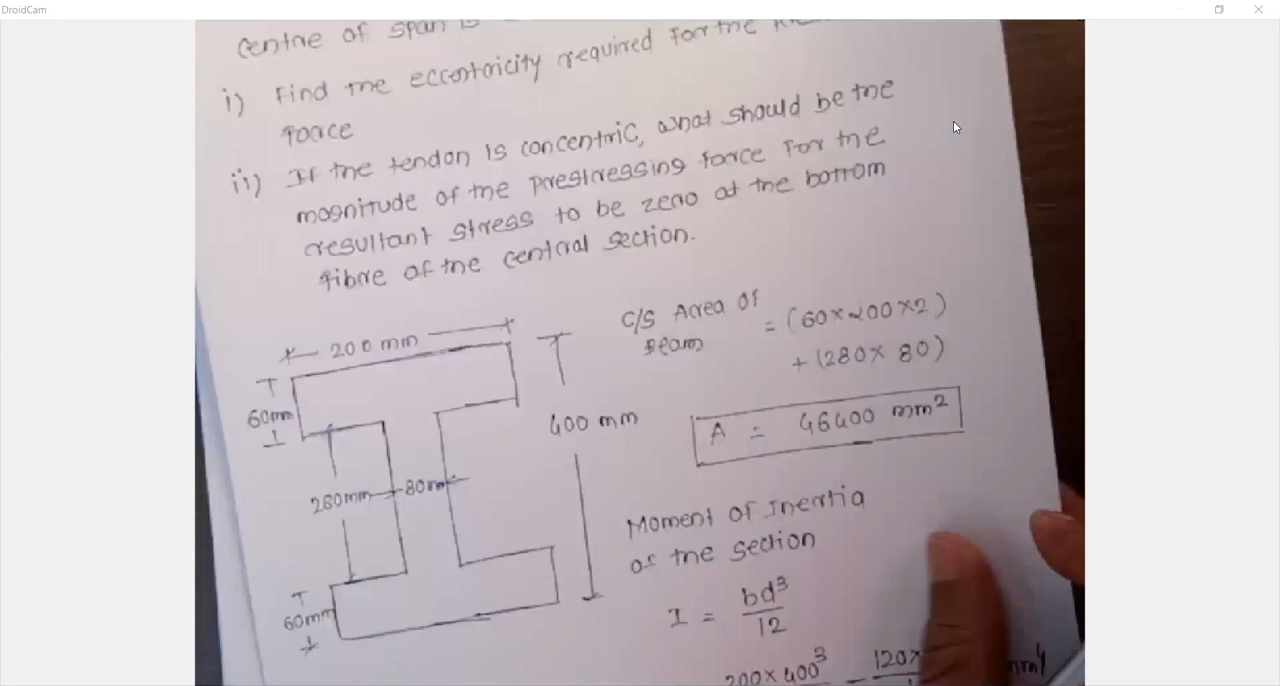 DroidCam
centre of span is
i) Find the eccentricity required for the
force
ii) If the tendon is concentric, what should be the
magnitude of the prestressing force for the
resultant stress to be zero at the bottom
fibre of the central section.
200 mm
60mm
280mm
80mm
60mm
400 mm
C/S Area of
Beam
= (60×200×2)
+ (280× 80)
A = 46400 mm²
Moment of Inertia
of the section
I = bd³
12
200×400³ - 120× mm⁴